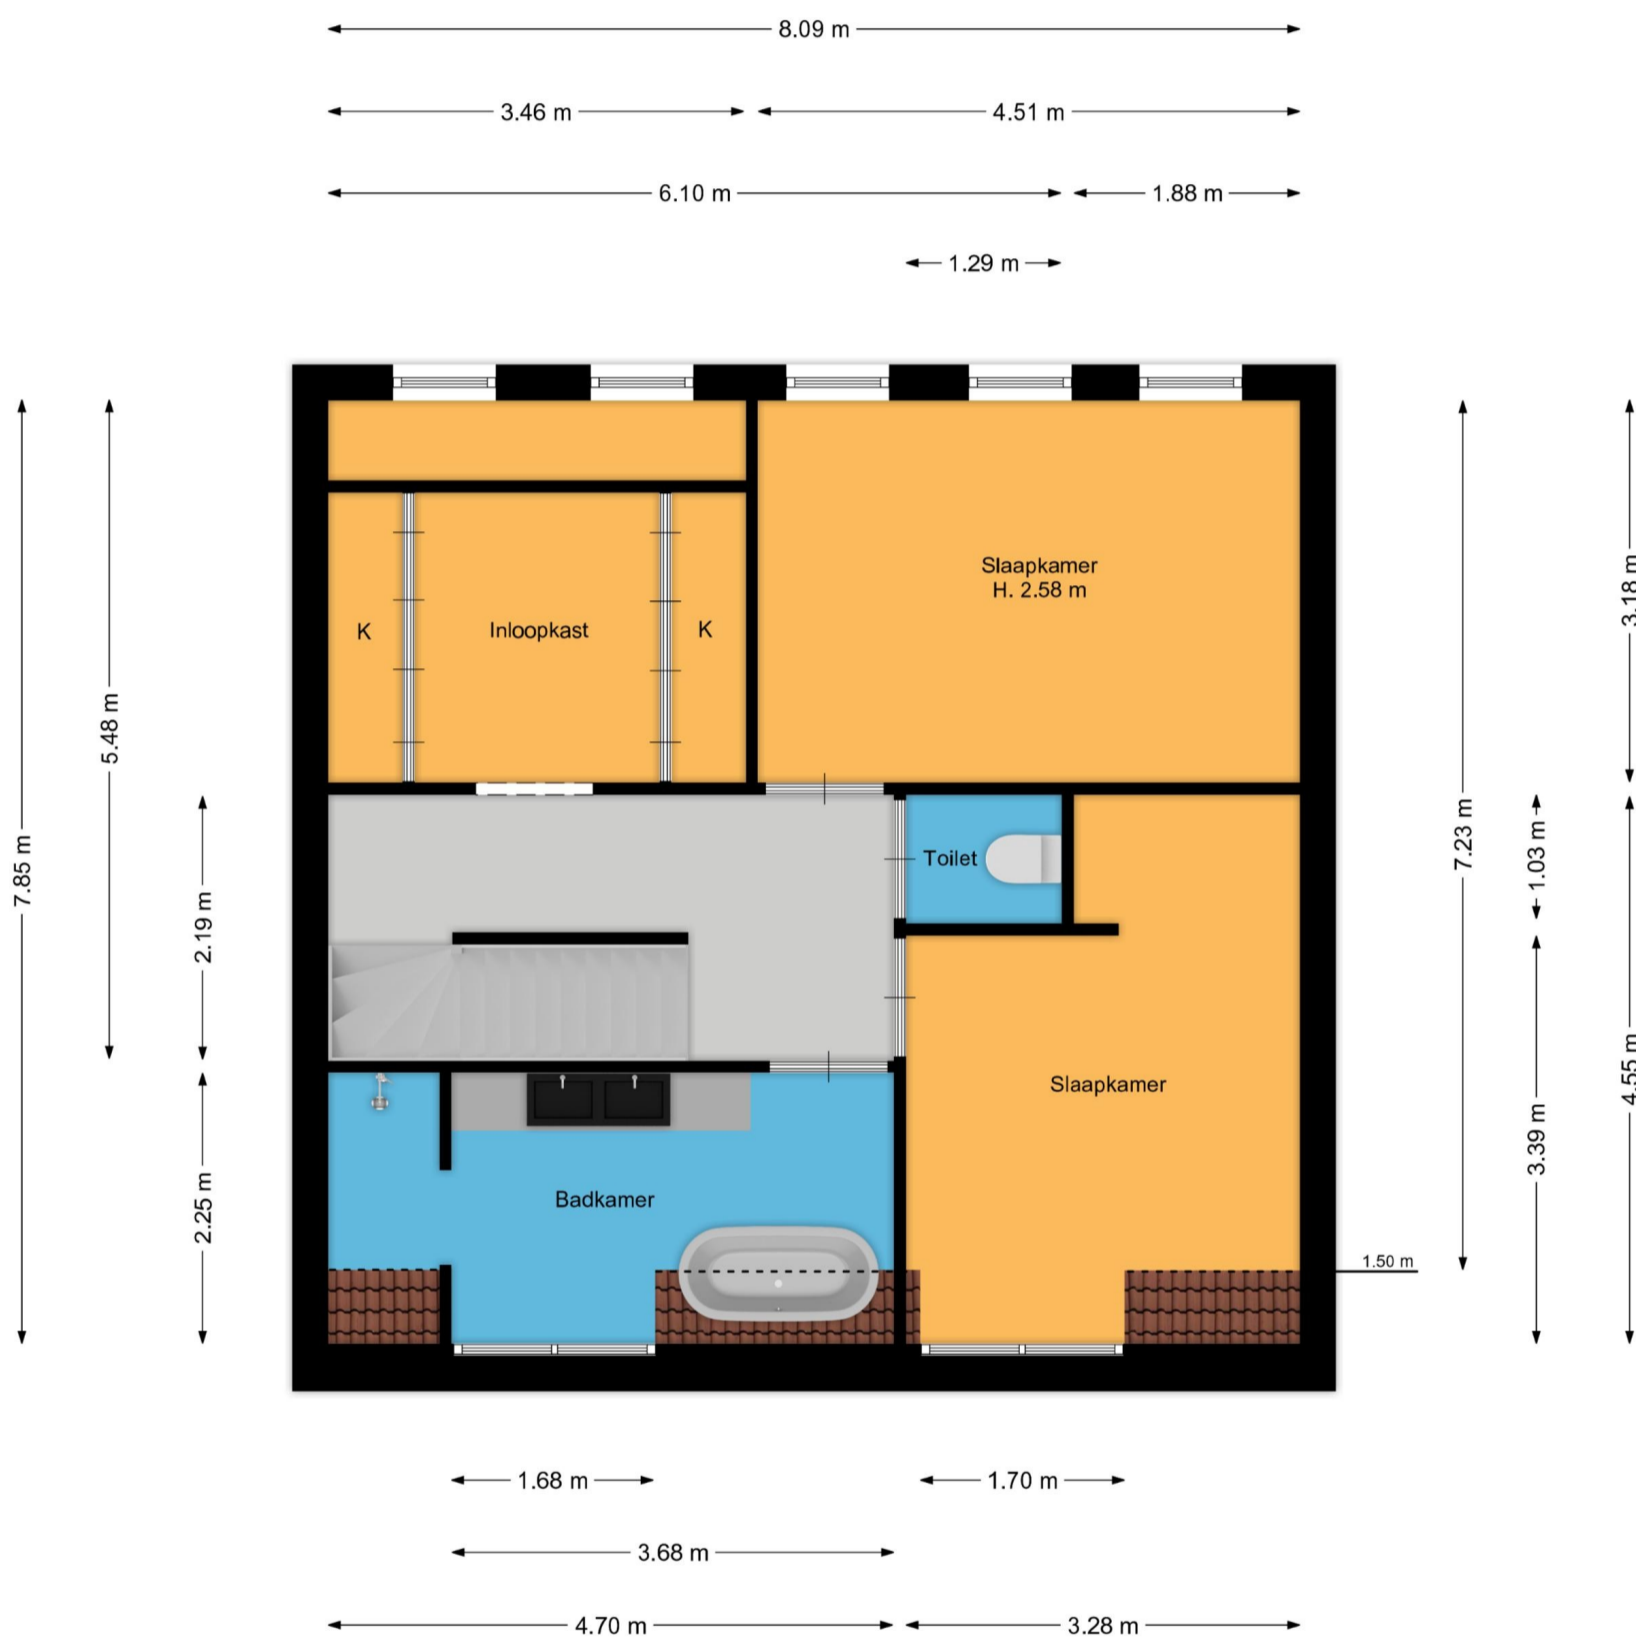 8.09 m
3.46 m
4.51 m
6.10 m
1.88 m
1.29 m
Slaapkamer
H. 2.58 m
K
Inloopkast
K
5.48 m
7.85 m
2.19 m
2.25 m
Toilet
3.18 m
7.23 m
1.03 m
4.55 m
3.39 m
Slaapkamer
Badkamer
1.50 m
1.68 m
1.70 m
3.68 m
4.70 m
3.28 m